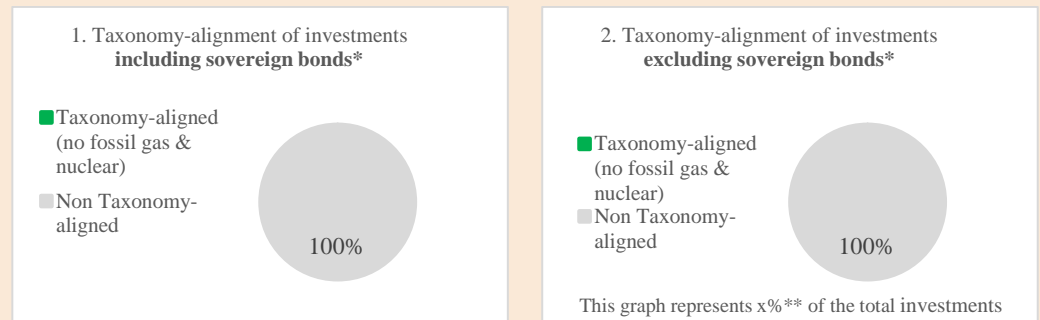 1. Taxonomy-alignment of investments
including sovereign bonds*
Taxonomy-aligned
(no fossil gas &
nuclear)
Non Taxonomy-
aligned
100%
2. Taxonomy-alignment of investments
excluding sovereign bonds*
Taxonomy-aligned
(no fossil gas &
nuclear)
Non Taxonomy-
aligned
100%
This graph represents x%** of the total investments